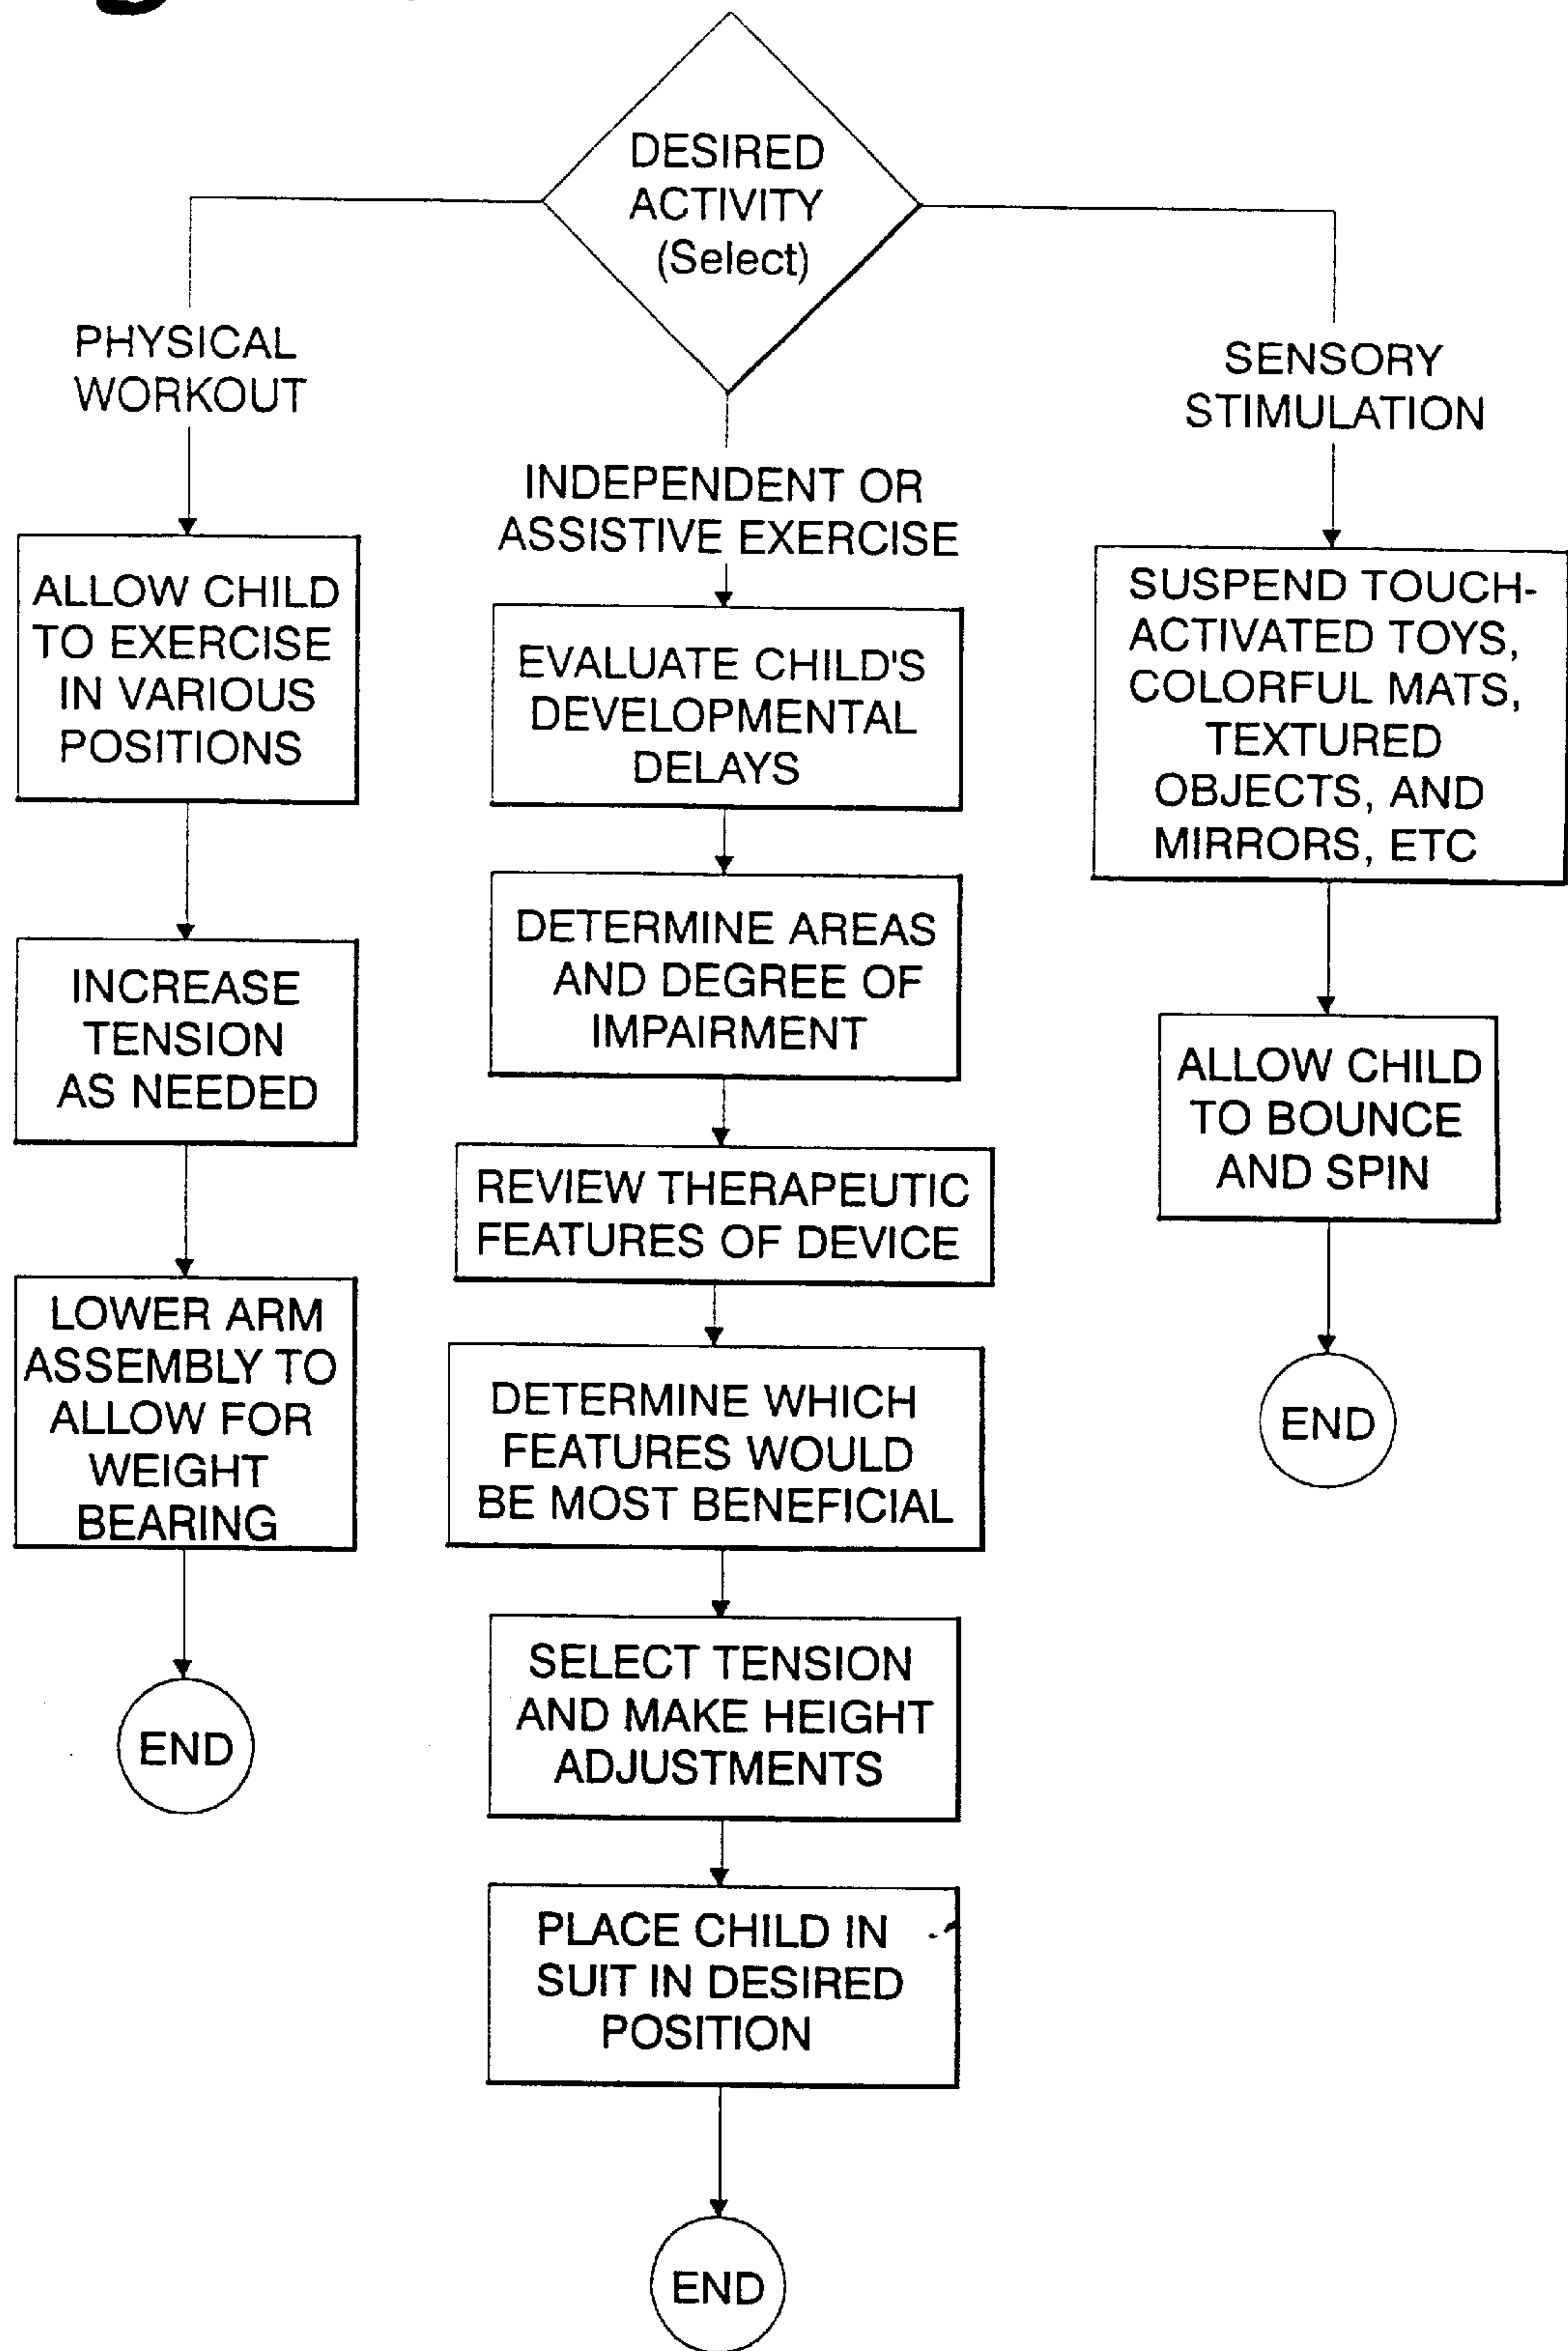 DESIRED
ACTIVITY
(Select)
PHYSICAL
WORKOUT
ALLOW CHILD
TO EXERCISE
IN VARIOUS
POSITIONS
INCREASE
TENSION
AS NEEDED
LOWER ARM
ASSEMBLY TO
ALLOW FOR
WEIGHT
BEARING
END
INDEPENDENT OR
ASSISTIVE EXERCISE
EVALUATE CHILD'S
DEVELOPMENTAL
DELAYS
DETERMINE AREAS
AND DEGREE OF
IMPAIRMENT
REVIEW THERAPEUTIC
FEATURES OF DEVICE
DETERMINE WHICH
FEATURES WOULD
BE MOST BENEFICIAL
SELECT TENSION
AND MAKE HEIGHT
ADJUSTMENTS
PLACE CHILD IN
SUIT IN DESIRED
POSITION
END
SENSORY
STIMULATION
SUSPEND TOUCH-
ACTIVATED TOYS,
COLORFUL MATS,
TEXTURED
OBJECTS, AND
MIRRORS, ETC
ALLOW CHILD
TO BOUNCE
AND SPIN
END